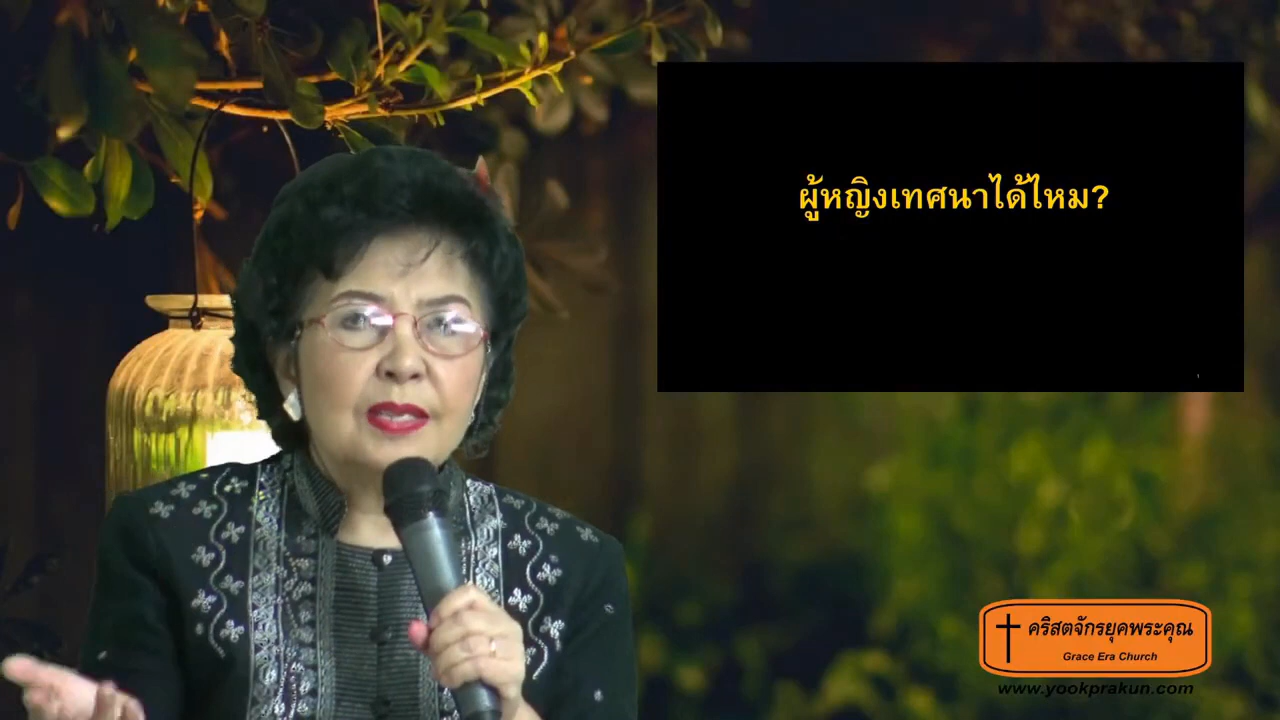 ผู้หญิงเทศนาได้ไหม?
คริสตจักรยุคพระคุณ
Grace Era Church
www.yookprakun.com